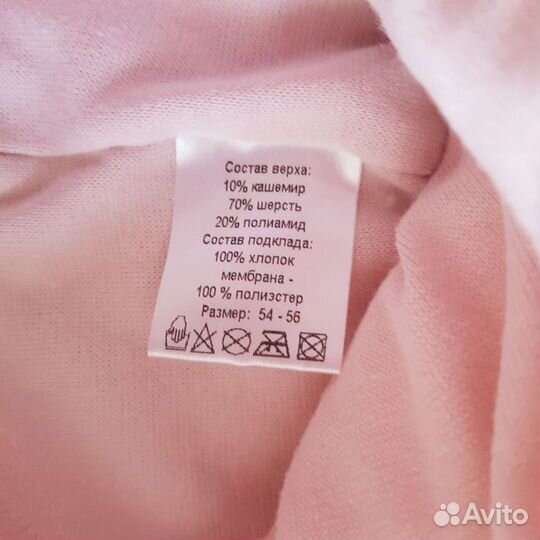 Состав верха:
10% кашемир
70% шерсть
20% полиамид
Состав подклада:
100% хлопок
мембрана -
100 % полиэстер
Размер: 54 - 56
Avito